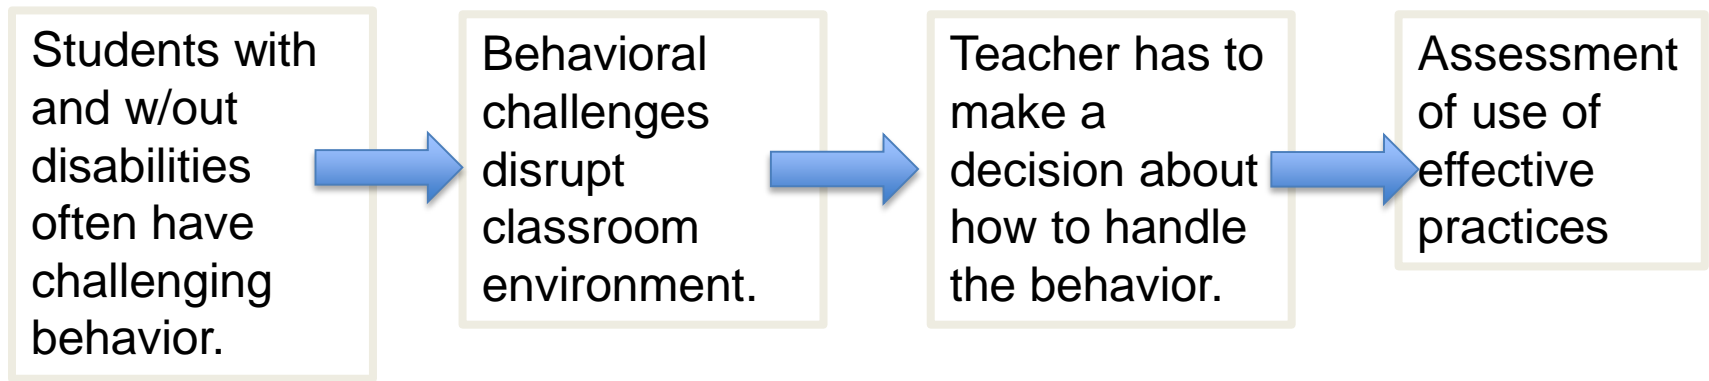 Students with
and w/out
disabilities
often have
challenging
behavior.
Behavioral
challenges
disrupt
classroom
environment.
Teacher has to
make a
decision about
how to handle
the behavior.
Assessment
of use of
effective
practices